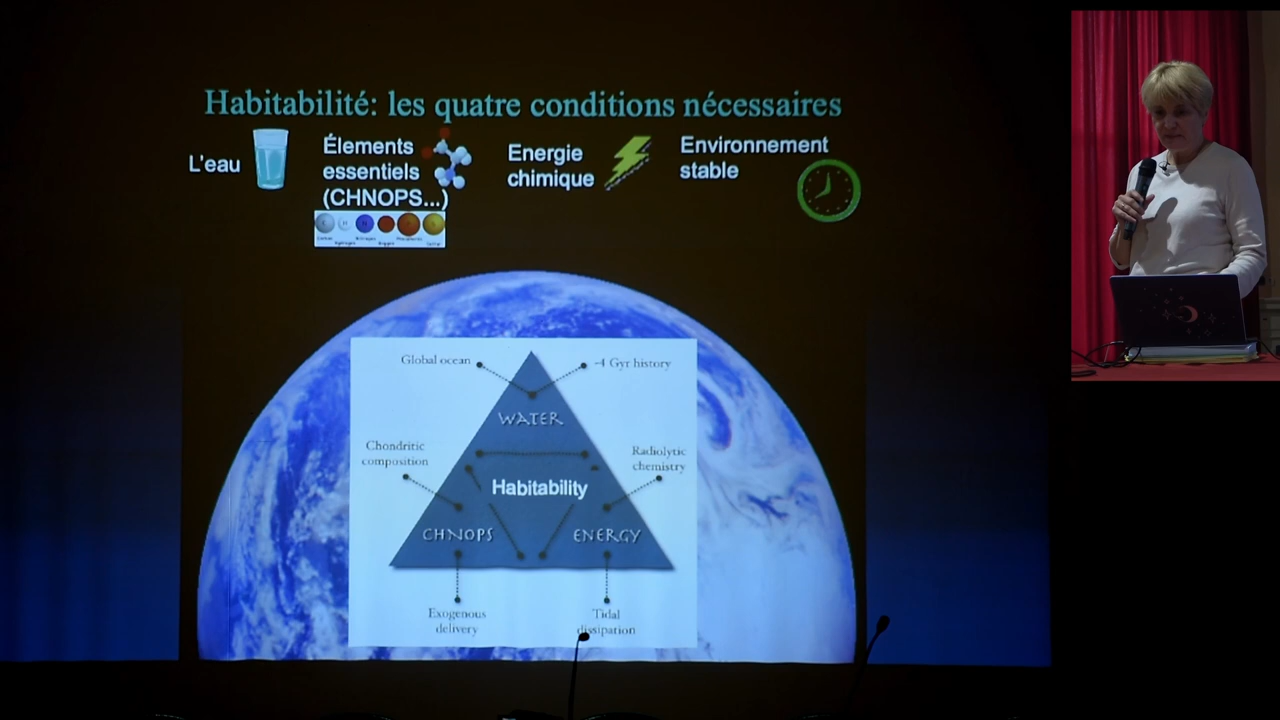 Habitabilité: les quatre conditions nécessaires
L'eau
Élements
essentiels
(CHNOPS...)
Energie
chimique
Environnement
stable
Global ocean
~4 Gyr history
WATER
Chondritic
composition
Radiolytic
chemistry
Habitability
CHNOPS
ENERGY
Exogenous
delivery
Tidal
dissipation